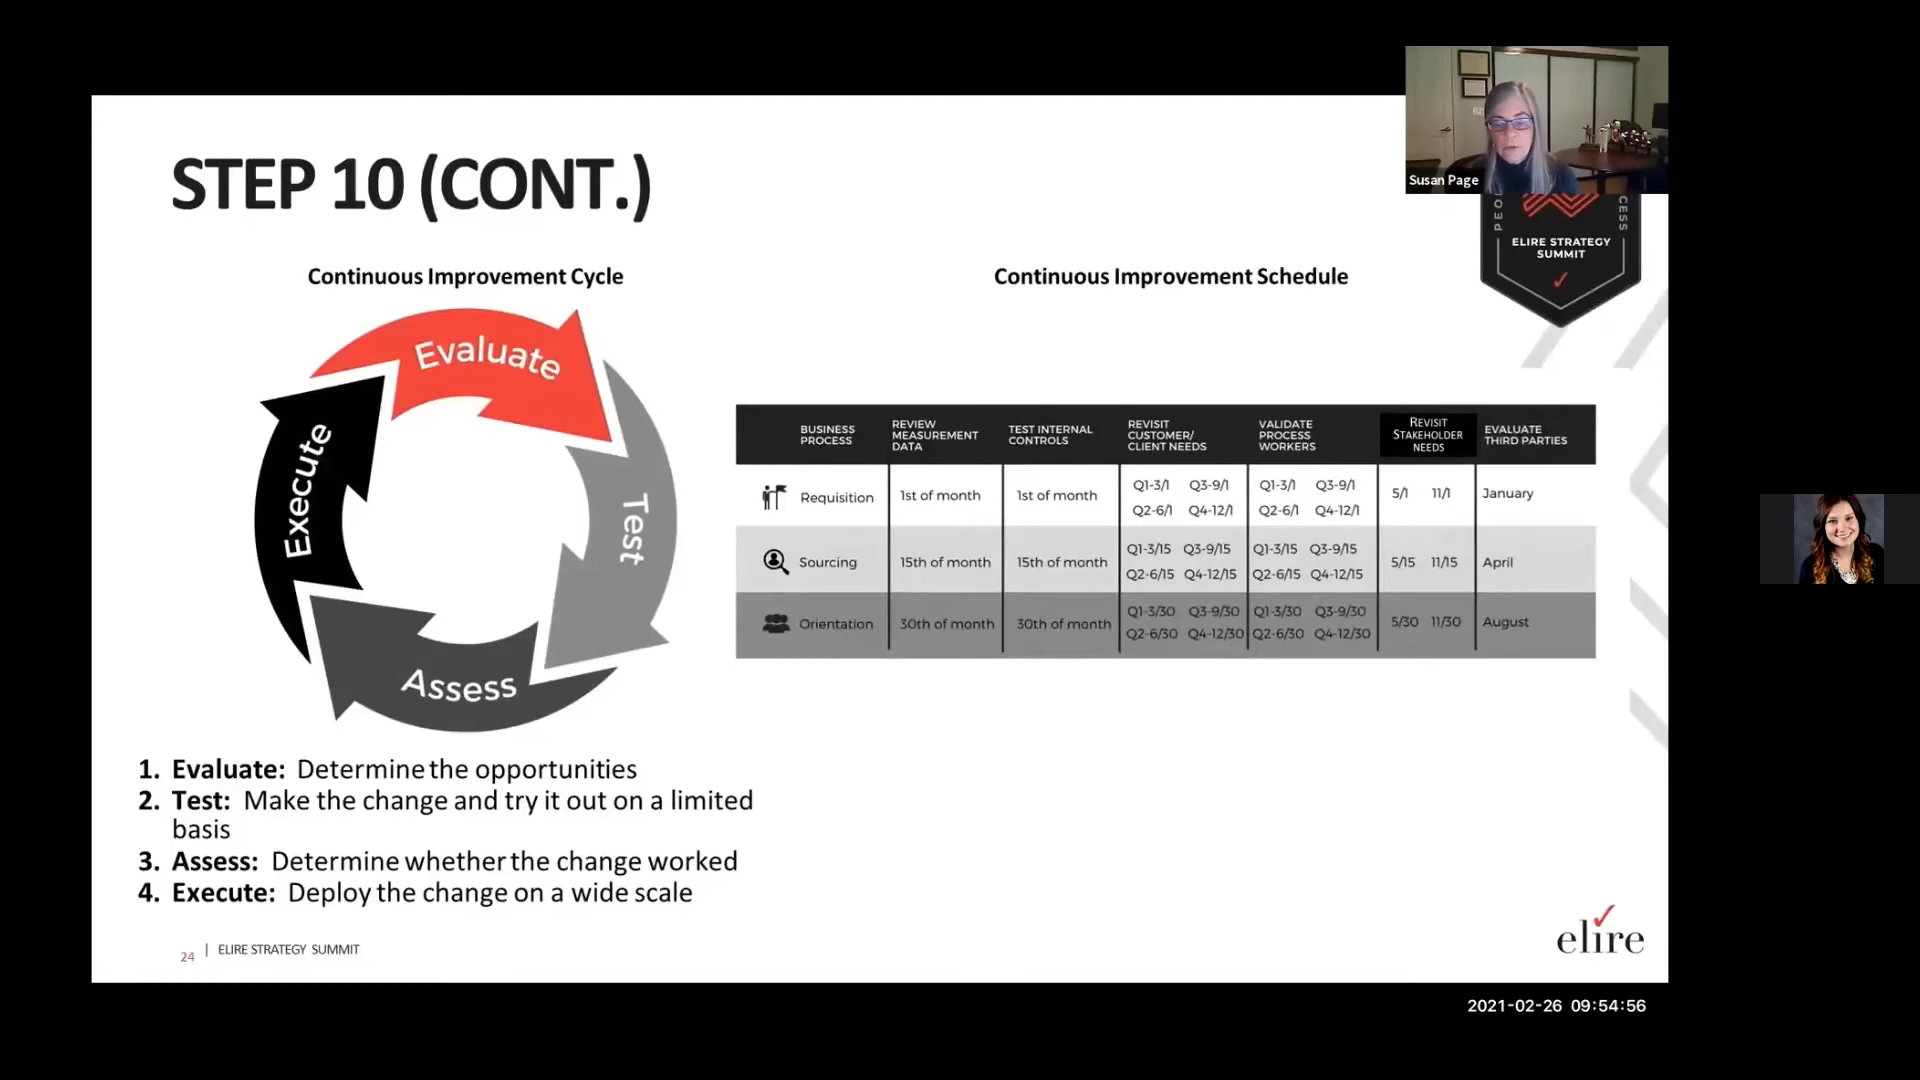 Susan Page
STEP 10 (CONT.)
ELIRE STRATEGY
SUMMIT
Continuous Improvement Cycle
Continuous Improvement Schedule
Evaluate
Test
Assess
Execute
BUSINESS PROCESS REVIEW MEASUREMENT DATA TEST INTERNAL CONTROLS REVISIT CUSTOMER/ CLIENT NEEDS VALIDATE PROCESS WORKERS REVISIT STAKEHOLDER NEEDS EVALUATE THIRD PARTIES
Requisition 1st of month 1st of month Q1-3/1 Q3-9/1 Q2-6/1 Q4-12/1 Q1-3/1 Q3-9/1 Q2-6/1 Q4-12/1 5/1 11/1 January
Sourcing 15th of month 15th of month Q1-3/15 Q3-9/15 Q2-6/15 Q4-12/15 Q1-3/15 Q3-9/15 Q2-6/15 Q4-12/15 5/15 11/15 April
Orientation 30th of month 30th of month Q1-3/30 Q3-9/30 Q2-6/30 Q4-12/30 Q1-3/30 Q3-9/30 Q2-6/30 Q4-12/30 5/30 11/30 August
1. Evaluate: Determine the opportunities
2. Test: Make the change and try it out on a limited
basis
3. Assess: Determine whether the change worked
4. Execute: Deploy the change on a wide scale
24 | ELIRE STRATEGY SUMMIT
elire
2021-02-26 09:54:56